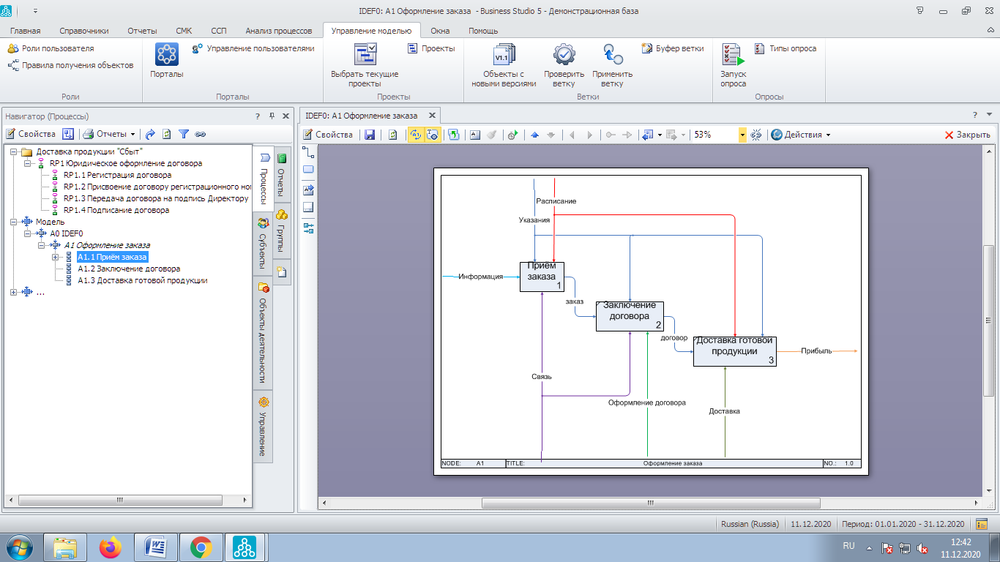 IDEF0: A1 Оформление заказа - Business Studio 5 - Демонстрационная база
Главная Справочники Отчеты СМК ССП Анализ процессов Управление моделью Окна Помощь
Роли пользователя
Правила получения объектов
Роли
Порталы
Управление пользователями
Порталы
Выбрать текущие
проекты
Проекты
Проекты
V1.1
Объекты с
новыми версиями
Проверить
ветку
Применить
ветку
Буфер ветки
Ветки
Запуск
опроса
Типы опроса
Опросы
Навигатор (Процессы)
Свойства Отчеты
Доставка продукции "Сбыт"
RP1 Юридическое оформление договора
RP1.1 Регистрация договора
RP1.2 Присвоение договору регистрационного но
RP1.3 Передача договора на подпись Директору
RP1.4 Подписание договора
Модель
A0 IDEF0
A1 Оформление заказа
A1.1 Приём заказа
A1.2 Заключение договора
A1.3 Доставка готовой продукции
...
Процессы
Субъекты
Объекты деятельности
Управление
Отчеты
Группы
IDEF0: A1 Оформление заказа
Свойства 53% Действия Закрыть
Расписание
Указания
Информация
Приём
заказа
1
заказ
Заключение
договора
2
договор
Доставка готовой
продукции
3
Прибыль
Связь
Оформление договора
Доставка
NODE: A1 TITLE: Оформление заказа NO.: 1.0
Russian (Russia) 11.12.2020 Период: 01.01.2020 - 31.12.2020
RU
12:42
11.12.2020